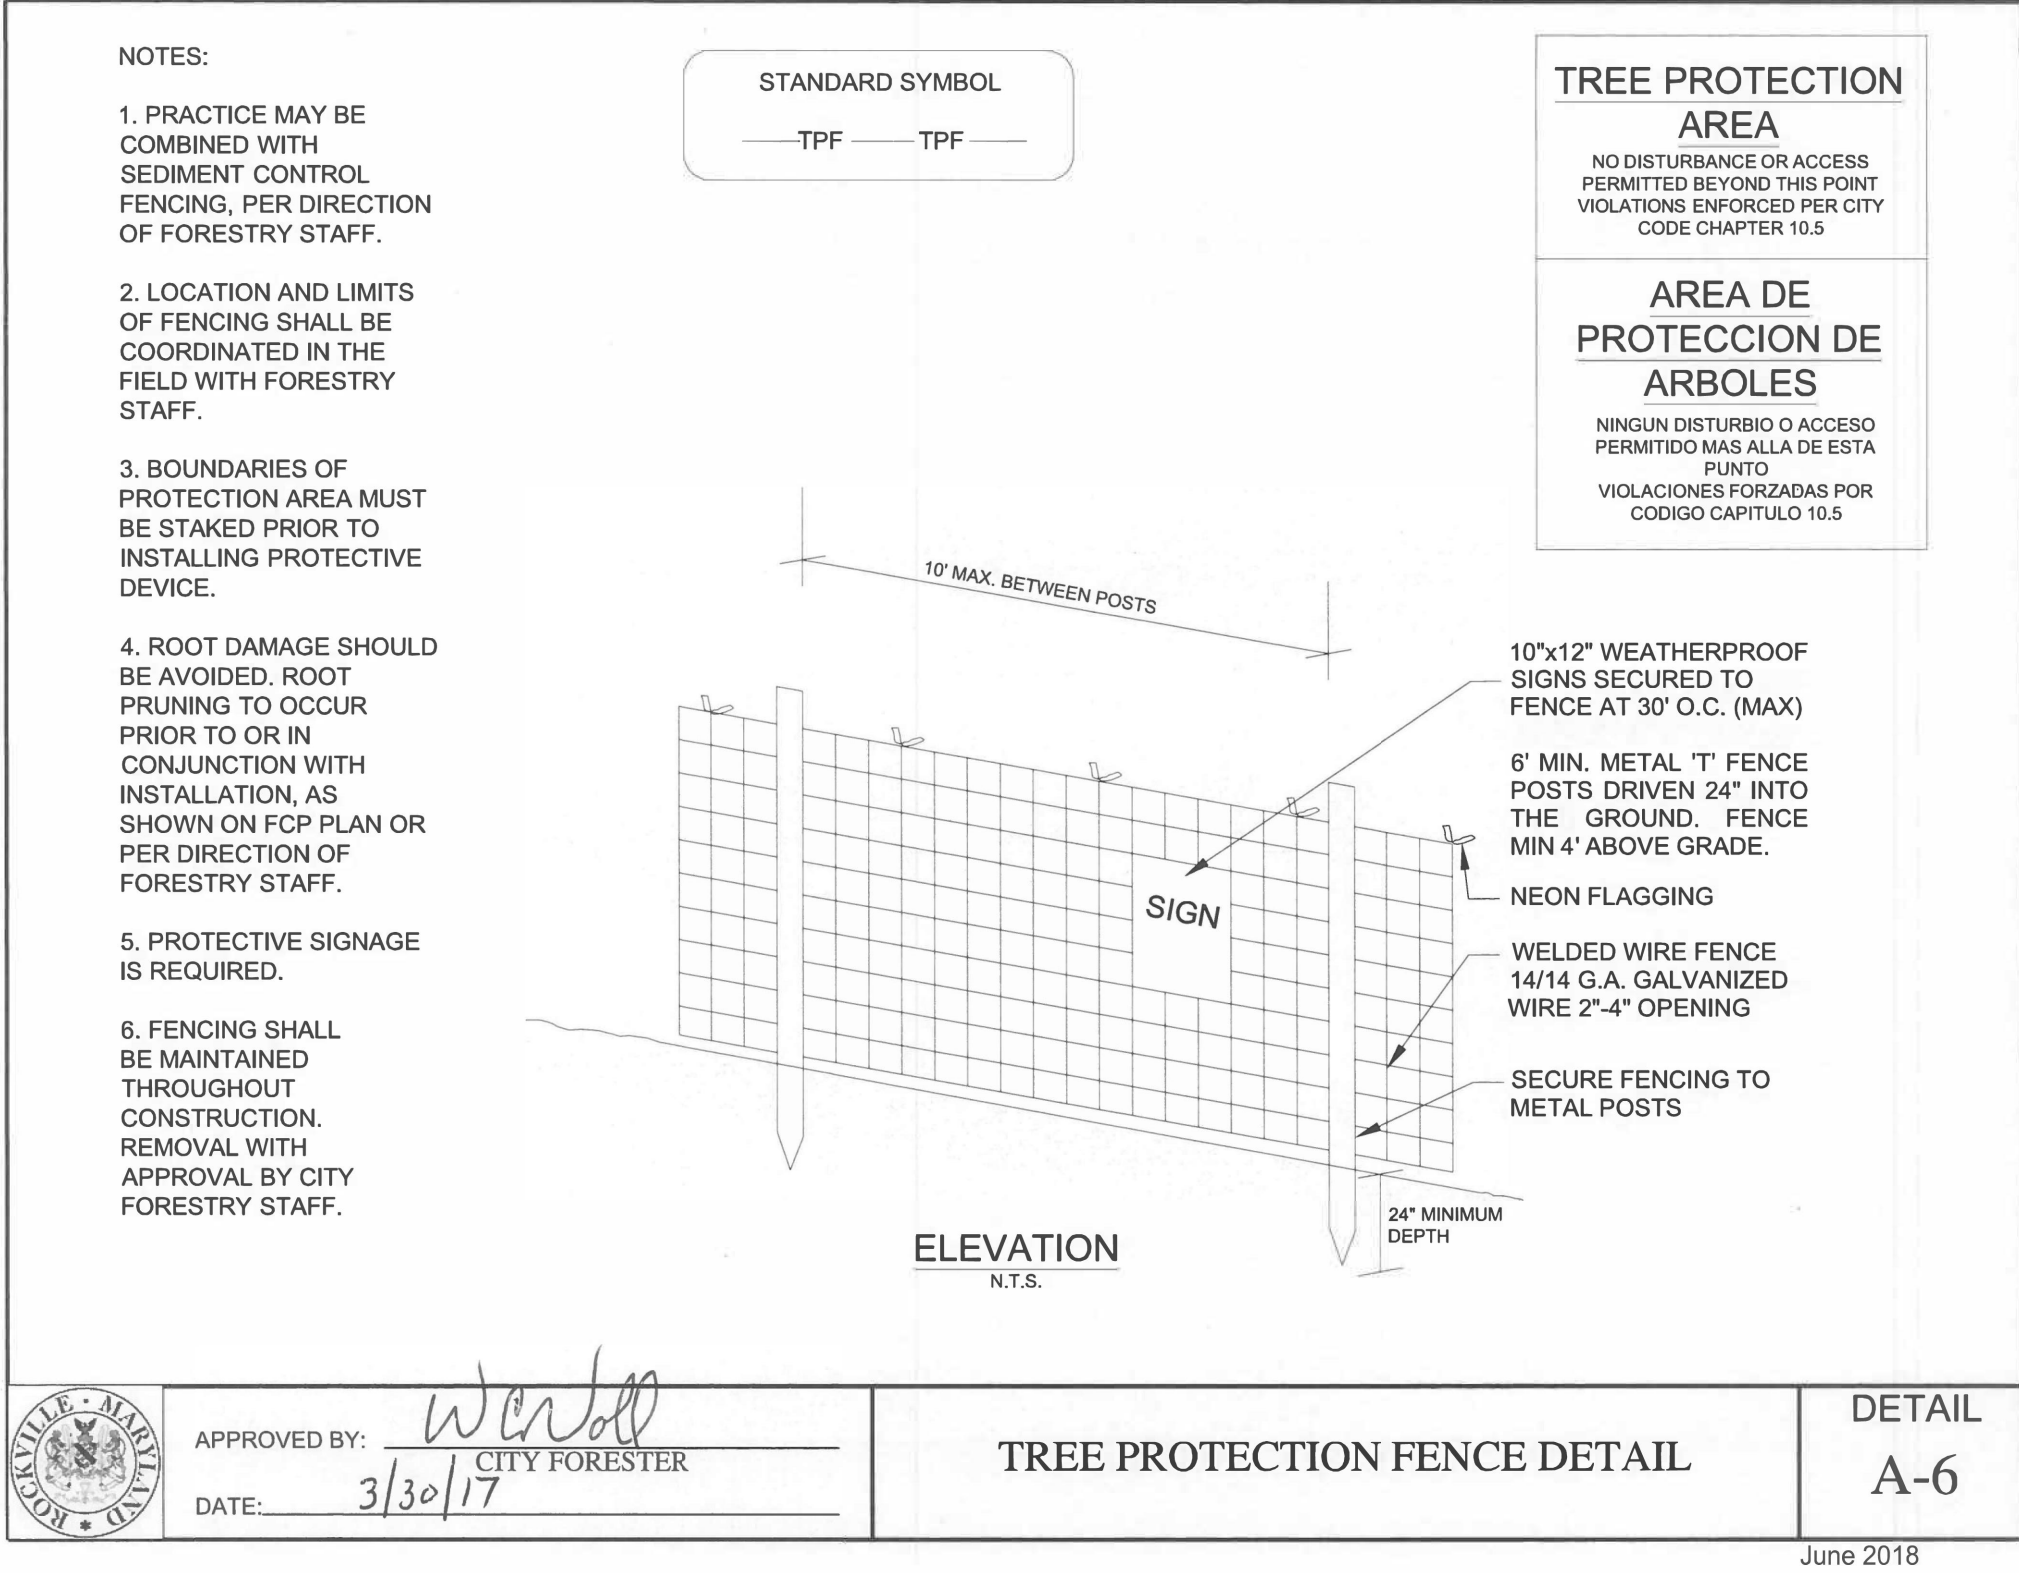 NOTES:
1. PRACTICE MAY BE
COMBINED WITH
SEDIMENT CONTROL
FENCING, PER DIRECTION
OF FORESTRY STAFF.
2. LOCATION AND LIMITS
OF FENCING SHALL BE
COORDINATED IN THE
FIELD WITH FORESTRY
STAFF.
3. BOUNDARIES OF
PROTECTION AREA MUST
BE STAKED PRIOR TO
INSTALLING PROTECTIVE
DEVICE.
4. ROOT DAMAGE SHOULD
BE AVOIDED. ROOT
PRUNING TO OCCUR
PRIOR TO OR IN
CONJUNCTION WITH
INSTALLATION, AS
SHOWN ON FCP PLAN OR
PER DIRECTION OF
FORESTRY STAFF.
5. PROTECTIVE SIGNAGE
IS REQUIRED.
6. FENCING SHALL
BE MAINTAINED
THROUGHOUT
CONSTRUCTION.
REMOVAL WITH
APPROVAL BY CITY
FORESTRY STAFF.
STANDARD SYMBOL
TPF TPF
TREE PROTECTION
AREA
NO DISTURBANCE OR ACCESS
PERMITTED BEYOND THIS POINT
VIOLATIONS ENFORCED PER CITY
CODE CHAPTER 10.5
AREA DE
PROTECCION DE
ARBOLES
NINGUN DISTURBIO O ACCESO
PERMITIDO MAS ALLA DE ESTA
PUNTO
VIOLACIONES FORZADAS POR
CODIGO CAPITULO 10.5
10' MAX. BETWEEN POSTS
SIGN
10"x12" WEATHERPROOF
SIGNS SECURED TO
FENCE AT 30' O.C. (MAX)
6' MIN. METAL 'T' FENCE
POSTS DRIVEN 24" INTO
THE GROUND. FENCE
MIN 4' ABOVE GRADE.
NEON FLAGGING
WELDED WIRE FENCE
14/14 G.A. GALVANIZED
WIRE 2"-4" OPENING
SECURE FENCING TO
METAL POSTS
24" MINIMUM
DEPTH
ELEVATION
N.T.S.
ROCKVILLE · MARYLAND
APPROVED BY:
CITY FORESTER
DATE: 3/30/17
TREE PROTECTION FENCE DETAIL
DETAIL
A-6
June 2018